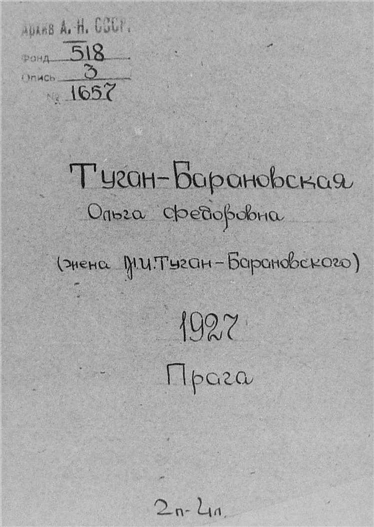 Архив А. Н. СССР.
Фонд 518
Опись 3
№ 1657
Туган-Барановская
Ольга Федоровна
(жена М.И.Туган-Барановского)
1927
Прага
2п-4л.